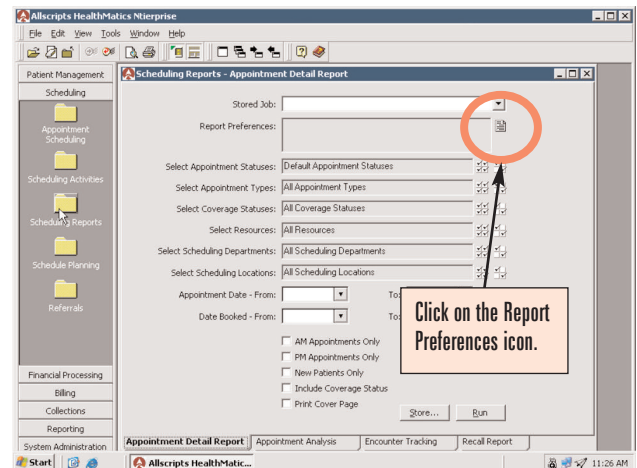 Allscripts HealthMatics Ntierprise
File Edit View Tools Window Help
Patient Management
Scheduling
Appointment
Scheduling
Scheduling Activities
Scheduling Reports
Schedule Planning
Referrals
Financial Processing
Billing
Collections
Reporting
System Administration
Scheduling Reports - Appointment Detail Report
Stored Job:
Report Preferences:
Select Appointment Statuses: Default Appointment Statuses
Select Appointment Types: All Appointment Types
Select Coverage Statuses: All Coverage Statuses
Select Resources: All Resources
Select Scheduling Departments: All Scheduling Departments
Select Scheduling Locations: All Scheduling Locations
Appointment Date - From: To:
Date Booked - From: To:
AM Appointments Only
PM Appointments Only
New Patients Only
Include Coverage Status
Print Cover Page
Store... Run
Click on the Report
Preferences icon.
Appointment Detail Report Appointment Analysis Encounter Tracking Recall Report
Start Allscripts HealthMatic... 11:26 AM